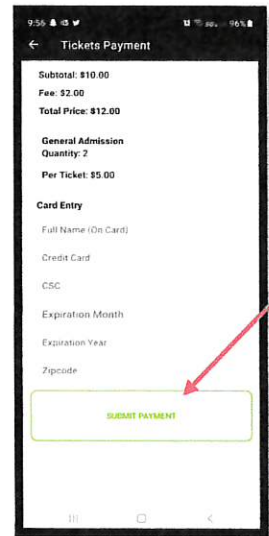 9:56 96%
Tickets Payment
Subtotal: $10.00
Fee: $2.00
Total Price: $12.00
General Admission
Quantity: 2
Per Ticket: $5.00
Card Entry
Full Name (On Card)
Credit Card
CSC
Expiration Month
Expiration Year
Zipcode
SUBMIT PAYMENT